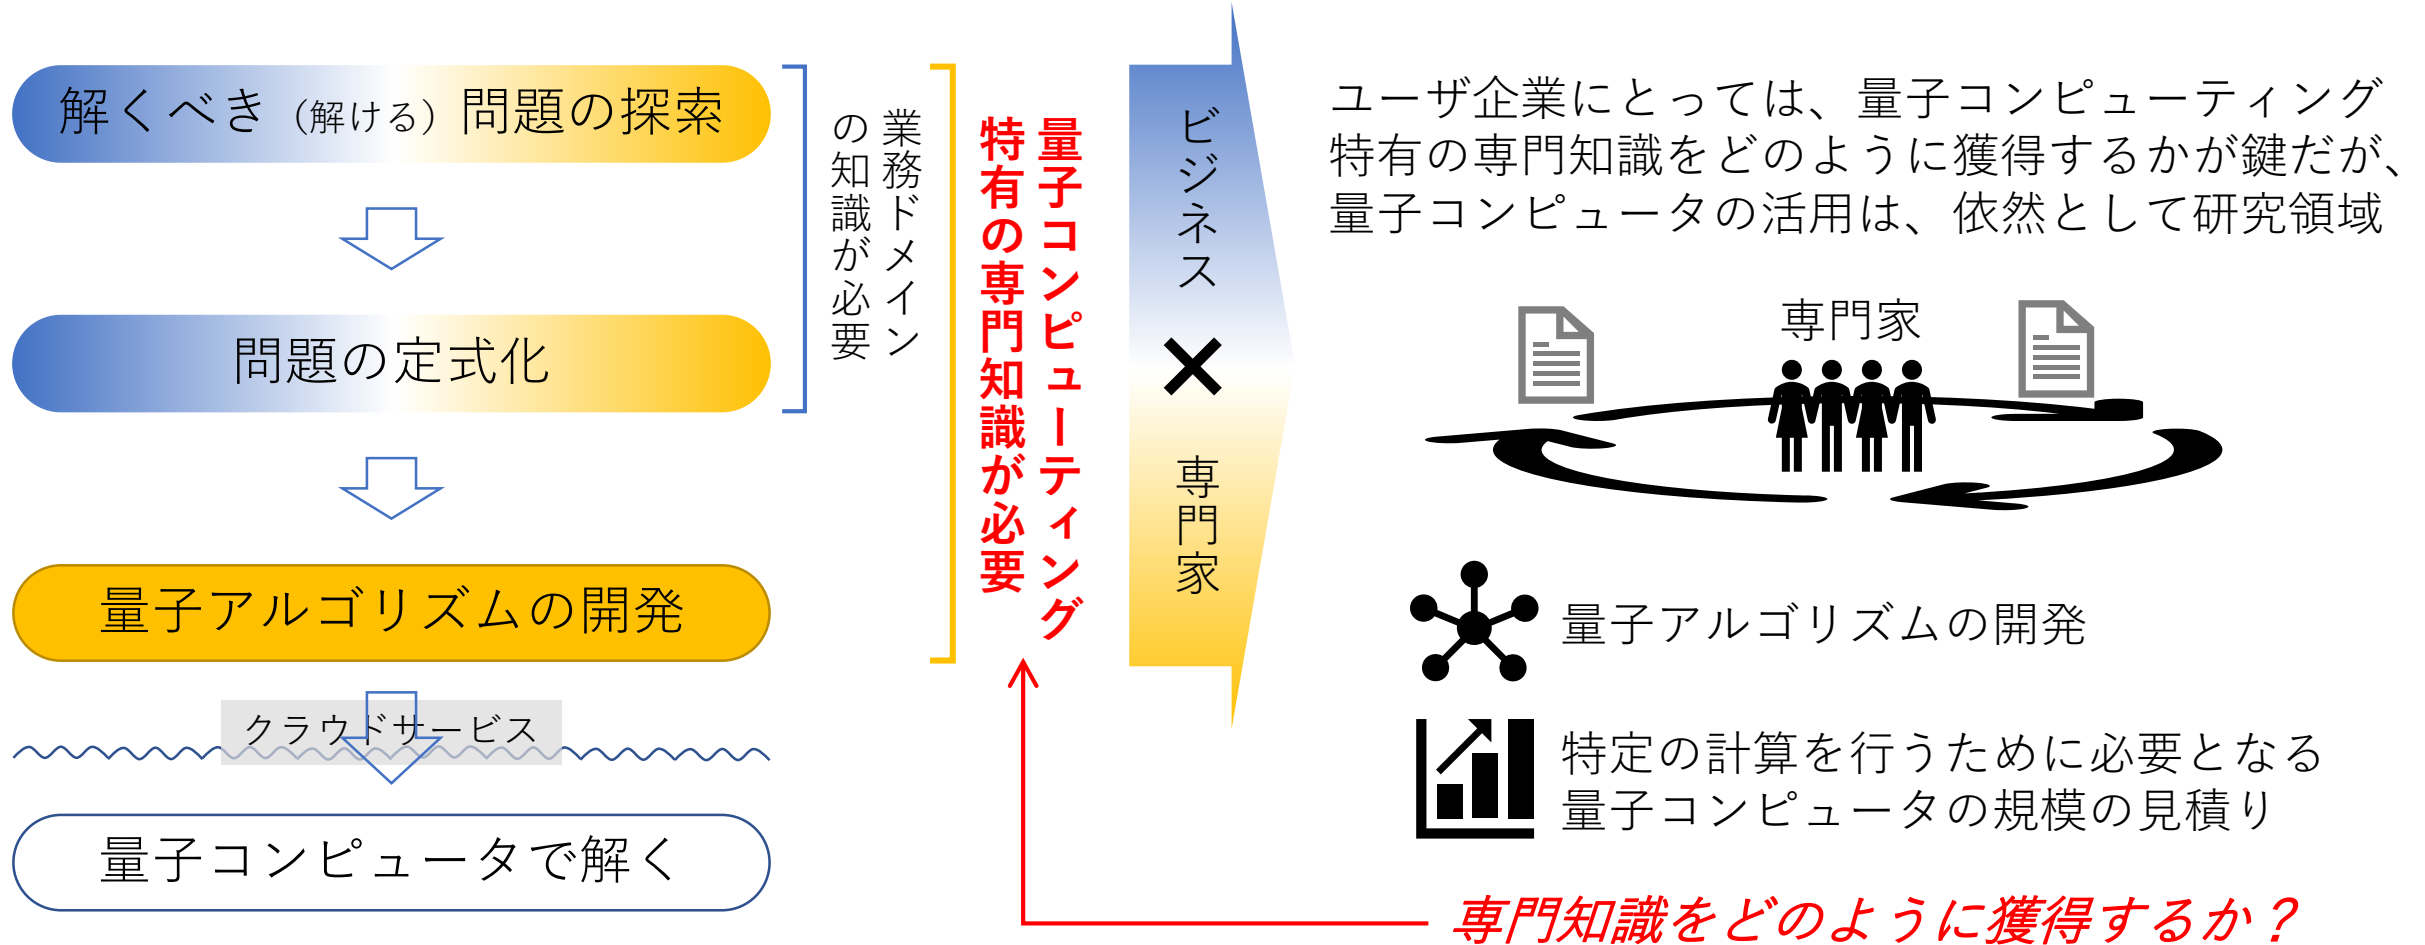 解くべき（解ける）問題の探索
問題の定式化
量子アルゴリズムの開発
クラウドサービス
量子コンピュータで解く
業務ドメイン
の知識が必要
量子コンピューティング
特有の専門知識が必要
ビジネス
×
専門家
ユーザ企業にとっては、量子コンピューティング
特有の専門知識をどのように獲得するかが鍵だが、
量子コンピュータの活用は、依然として研究領域
専門家
量子アルゴリズムの開発
特定の計算を行うために必要となる
量子コンピュータの規模の見積り
専門知識をどのように獲得するか？